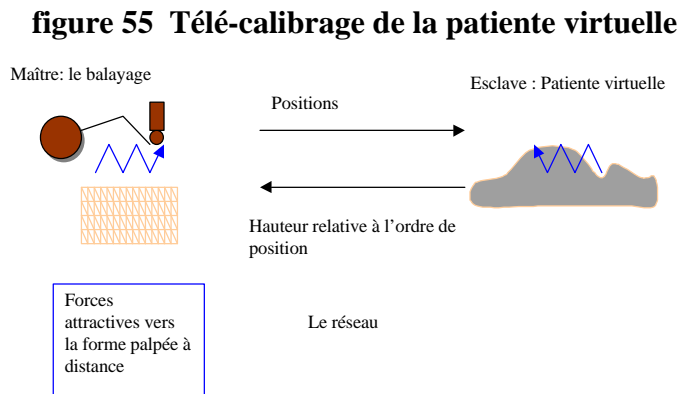 figure 55 Télé-calibrage de la patiente virtuelle
Maître: le balayage
Esclave : Patiente virtuelle
Positions
Hauteur relative à l’ordre de
position
Forces
attractives vers
la forme palpée à
distance
Le réseau